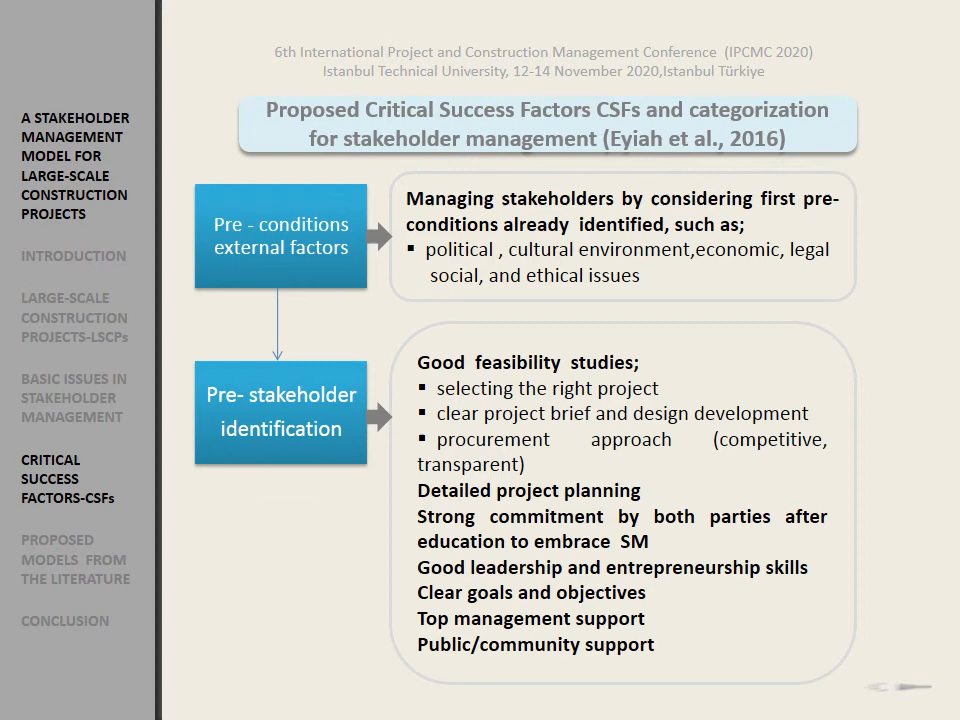 6th International Project and Construction Management Conference (IPCMC 2020)
Istanbul Technical University, 12-14 November 2020,Istanbul Türkiye
Proposed Critical Success Factors CSFs and categorization
for stakeholder management (Eyiah et al., 2016)
A STAKEHOLDER
MANAGEMENT
MODEL FOR
LARGE-SCALE
CONSTRUCTION
PROJECTS
INTRODUCTION
LARGE-SCALE
CONSTRUCTION
PROJECTS-LSCPs
BASIC ISSUES IN
STAKEHOLDER
MANAGEMENT
CRITICAL
SUCCESS
FACTORS-CSFs
PROPOSED
MODELS FROM
THE LITERATURE
CONCLUSION
Pre - conditions
external factors
Managing stakeholders by considering first pre-
conditions already identified, such as;
▪ political , cultural environment,economic, legal
social, and ethical issues
Pre- stakeholder
identification
Good feasibility studies;
▪ selecting the right project
▪ clear project brief and design development
▪ procurement approach (competitive,
transparent)
Detailed project planning
Strong commitment by both parties after
education to embrace SM
Good leadership and entrepreneurship skills
Clear goals and objectives
Top management support
Public/community support